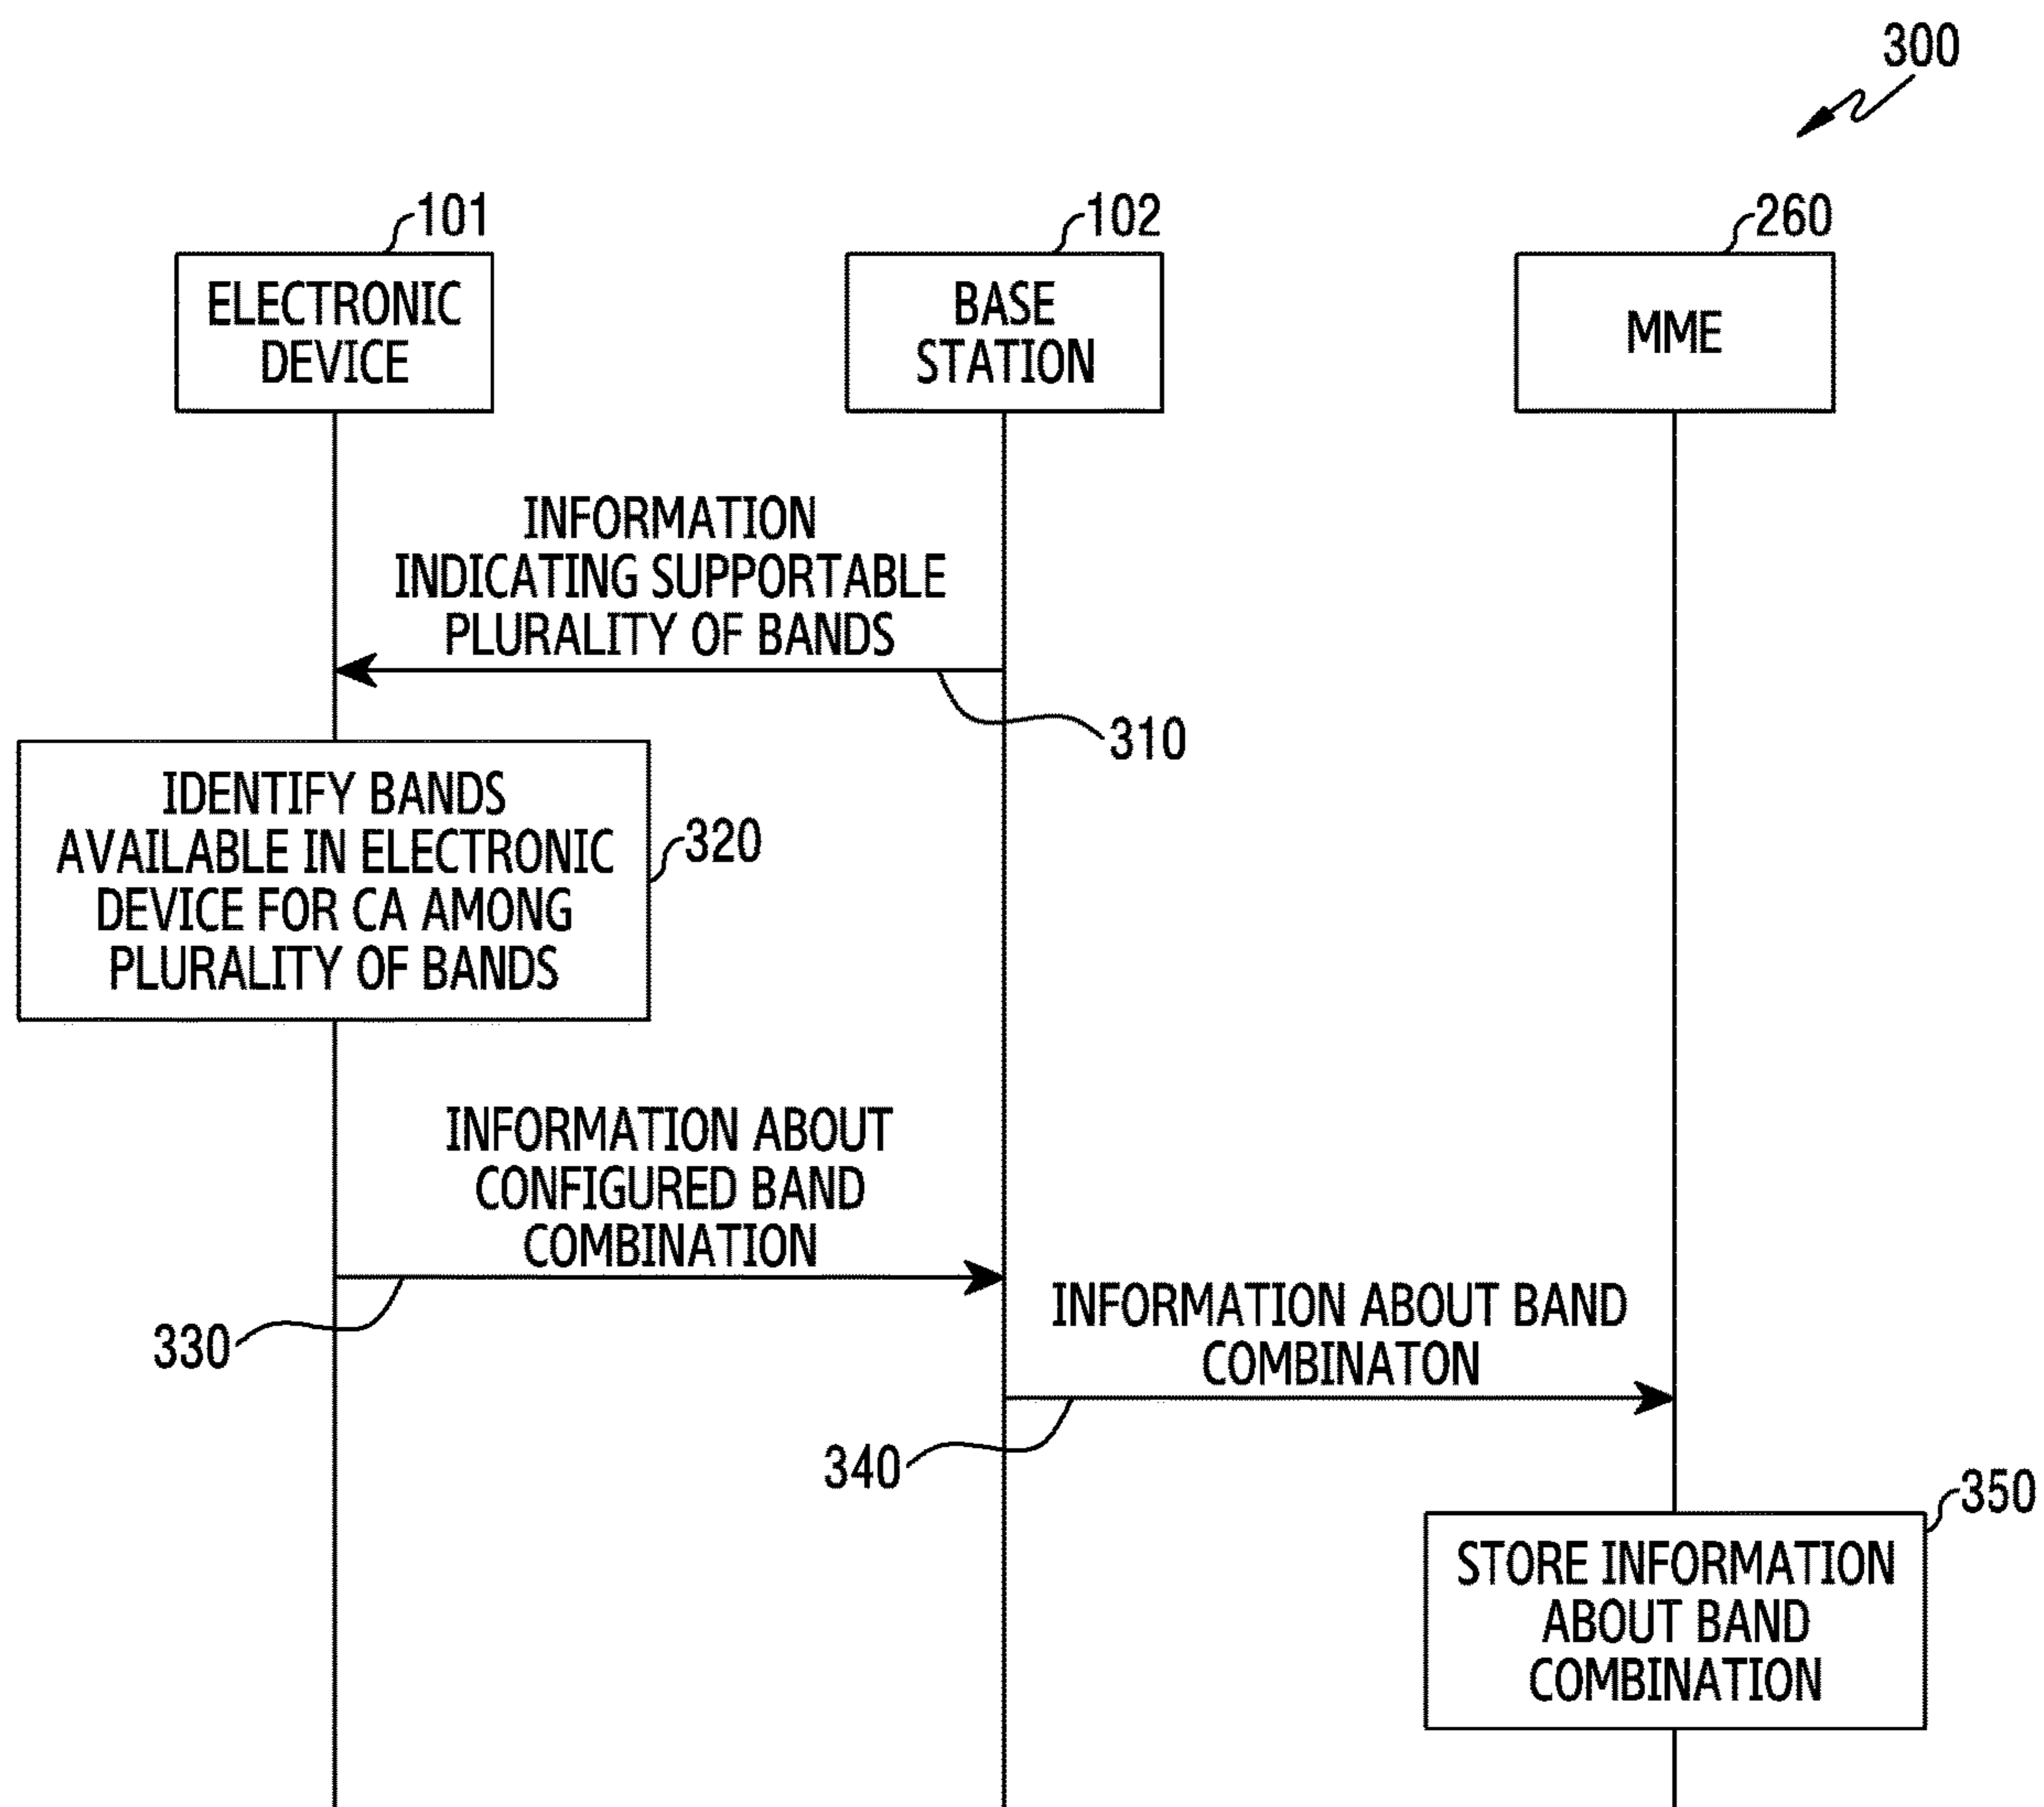 300
101
102
260
ELECTRONIC
DEVICE
BASE
STATION
MME
INFORMATION
INDICATING SUPPORTABLE
PLURALITY OF BANDS
310
IDENTIFY BANDS
AVAILABLE IN ELECTRONIC
DEVICE FOR CA AMONG
PLURALITY OF BANDS
320
INFORMATION ABOUT
CONFIGURED BAND
COMBINATION
330
INFORMATION ABOUT BAND
COMBINATON
340
350
STORE INFORMATION
ABOUT BAND
COMBINATION